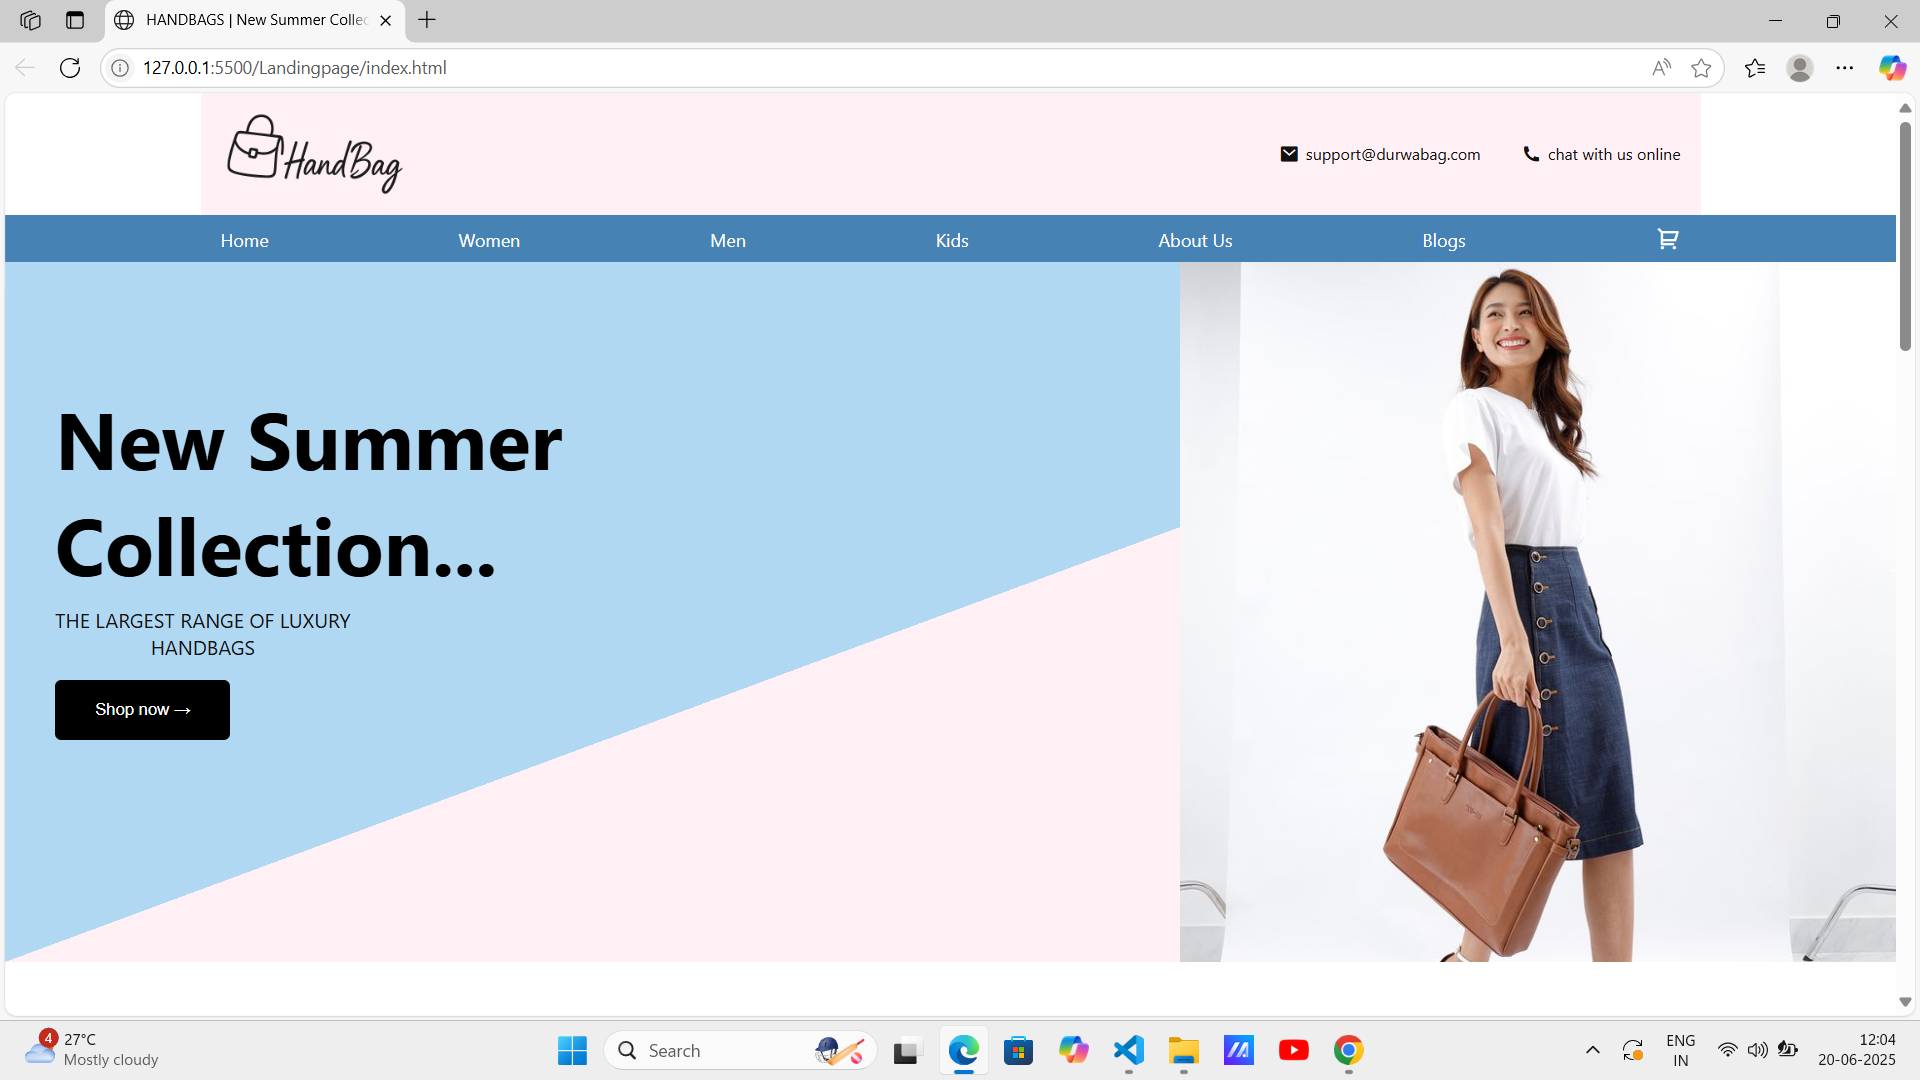 HANDBAGS | New Summer Collec
127.0.0.1:5500/Landingpage/index.html
HandBag
support@durwabag.com
chat with us online
Home
Women
Men
Kids
About Us
Blogs
New Summer
Collection...
THE LARGEST RANGE OF LUXURY
HANDBAGS
Shop now →
4
27°C
Mostly cloudy
Search
ENG
IN
12:04
20-06-2025